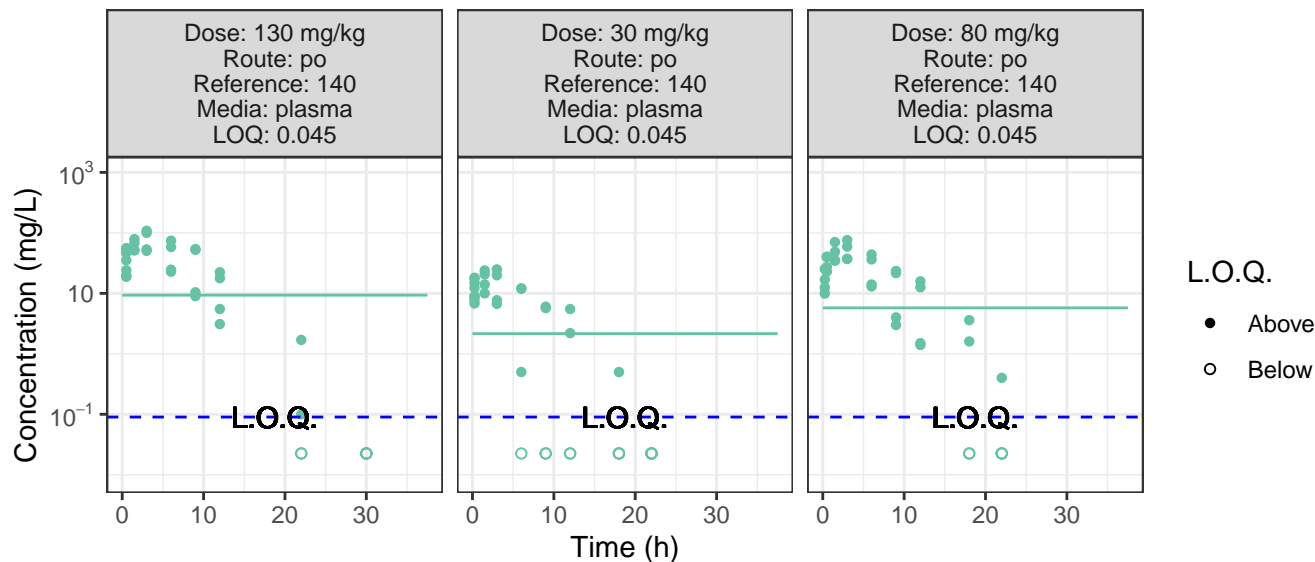 Dose: 130 mg/kg
Route: po
Reference: 140
Media: plasma
LOQ: 0.045
Dose: 30 mg/kg
Route: po
Reference: 140
Media: plasma
LOQ: 0.045
Dose: 80 mg/kg
Route: po
Reference: 140
Media: plasma
LOQ: 0.045
Concentration (mg/L)
10³
10
10⁻¹
L.O.Q.
L.O.Q.
L.O.Q.
0 10 20 30
0 10 20 30
0 10 20 30
Time (h)
L.O.Q.
Above
Below